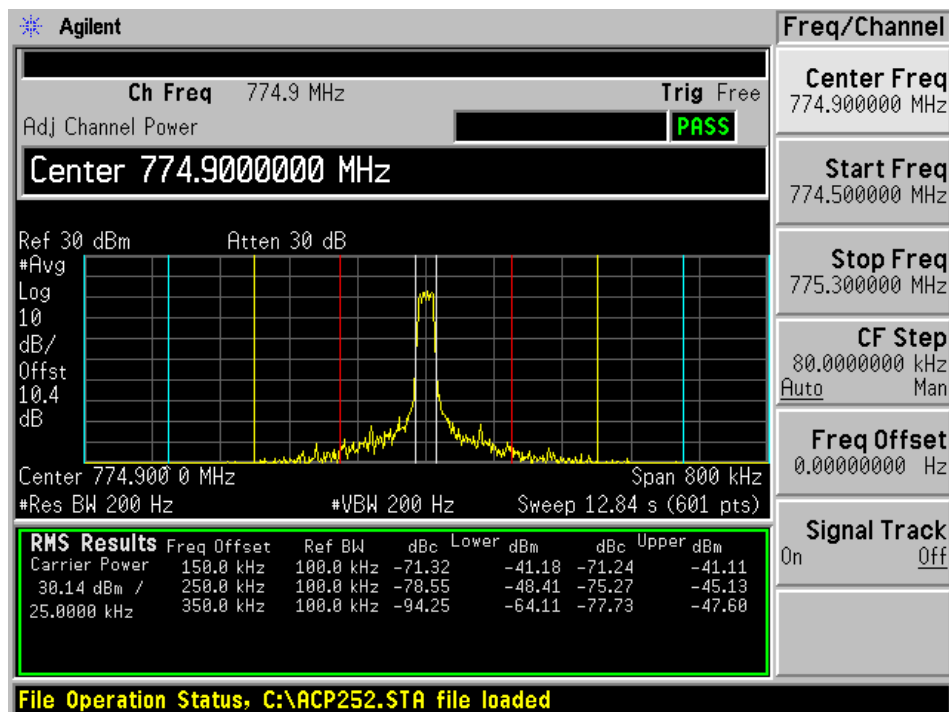 Agilent
Freq/Channel
Ch Freq 774.9 MHz Trig Free
Adj Channel Power PASS
Center 774.9000000 MHz
Ref 30 dBm Atten 30 dB
#Avg
Log
10
dB/
Offst
10.4
dB
Center 774.900 0 MHz Span 800 kHz
#Res BW 200 Hz #VBW 200 Hz Sweep 12.84 s (601 pts)
RMS Results Freq Offset Ref BW dBc Lower dBm dBc Upper dBm
Carrier Power 150.0 kHz 100.0 kHz -71.32 -41.18 -71.24 -41.11
30.14 dBm / 250.0 kHz 100.0 kHz -78.55 -48.41 -75.27 -45.13
25.0000 kHz 350.0 kHz 100.0 kHz -94.25 -64.11 -77.73 -47.60
Center Freq
774.900000 MHz
Start Freq
774.500000 MHz
Stop Freq
775.300000 MHz
CF Step
80.0000000 kHz
Auto Man
Freq Offset
0.00000000 Hz
Signal Track
On Off
File Operation Status, C:\ACP252.STA file loaded